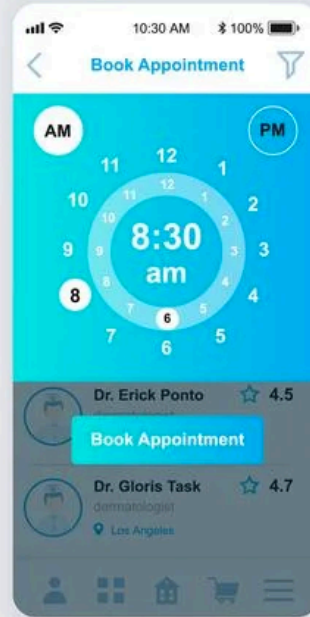 10:30 AM 100%
Book Appointment
AM PM
12
11 1
10 2
9 3
8 4
7 5
6
12
11 1
10 2
9 3
8 4
7 5
6
8:30
am
Dr. Erick Ponto 4.5
dermatologist
Book Appointment
Dr. Gloris Task 4.7
dermatologist
Los Angeles